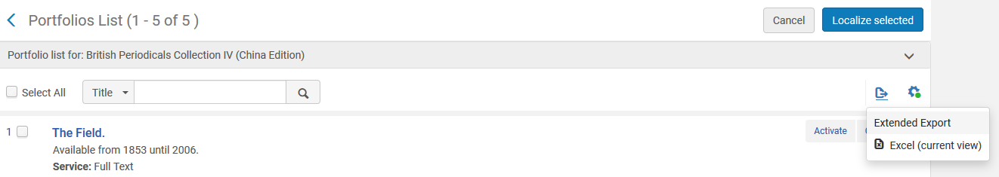 Portfolios List (1 - 5 of 5 )
Cancel
Localize selected
Portfolio list for: British Periodicals Collection IV (China Edition)
Select All
Title
Extended Export
Excel (current view)
1
The Field.
Activate
Available from 1853 until 2006.
Service: Full Text